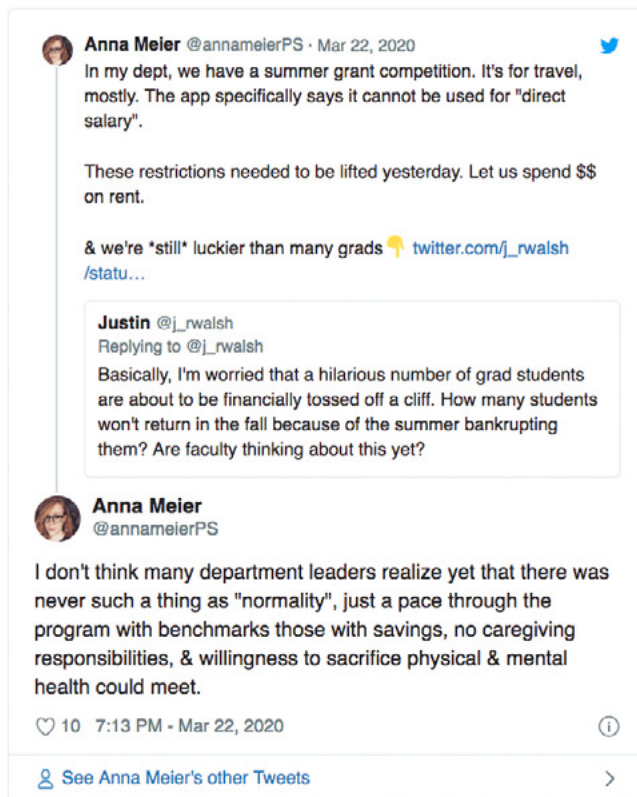 Anna Meier @annameierPS · Mar 22, 2020
In my dept, we have a summer grant competition. It's for travel,
mostly. The app specifically says it cannot be used for "direct
salary".
These restrictions needed to be lifted yesterday. Let us spend $$
on rent.
& we're *still* luckier than many grads👇 twitter.com/j_rwalsh
/statu…
Justin @j_rwalsh
Replying to @j_rwalsh
Basically, I'm worried that a hilarious number of grad students
are about to be financially tossed off a cliff. How many students
won't return in the fall because of the summer bankrupting
them? Are faculty thinking about this yet?
Anna Meier
@annameierPS
I don't think many department leaders realize yet that there was
never such a thing as "normality", just a pace through the
program with benchmarks those with savings, no caregiving
responsibilities, & willingness to sacrifice physical & mental
health could meet.
10 7:13 PM - Mar 22, 2020
See Anna Meier's other Tweets